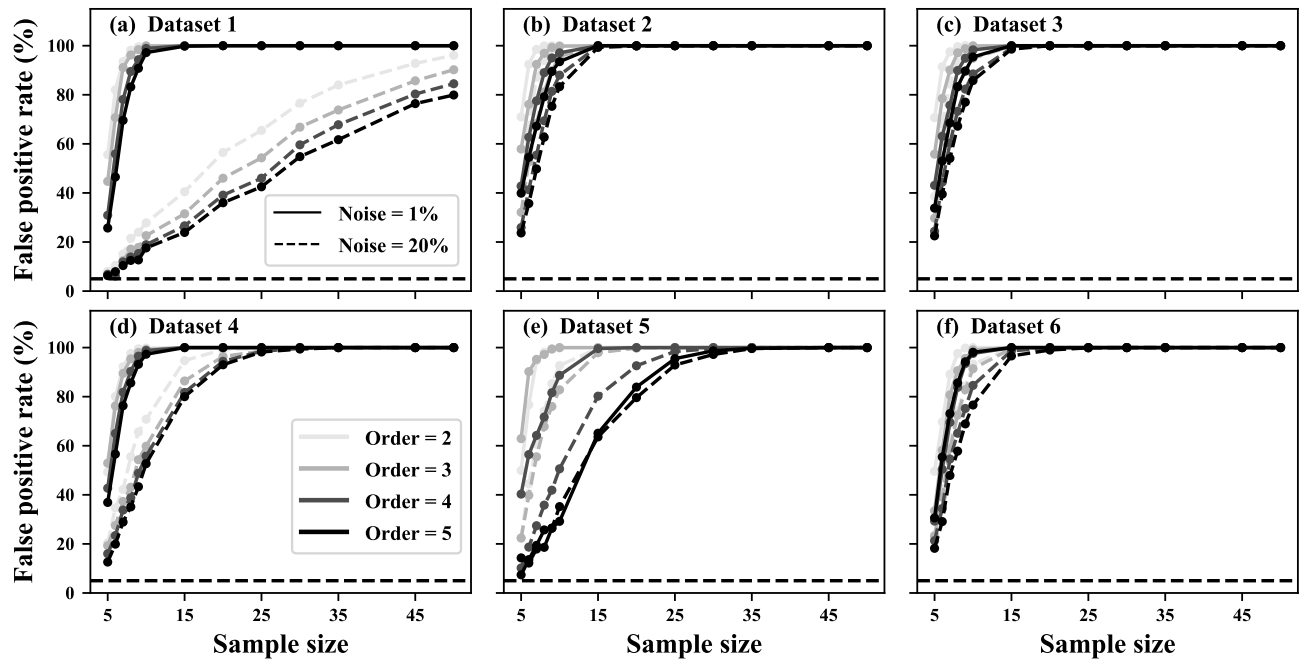 (a) Dataset 1
(b) Dataset 2
(c) Dataset 3
False positive rate (%)
100
80
60
40
20
0
Noise = 1%
Noise = 20%
(d) Dataset 4
(e) Dataset 5
(f) Dataset 6
False positive rate (%)
100
80
60
40
20
0
Order = 2
Order = 3
Order = 4
Order = 5
5 15 25 35 45
5 15 25 35 45
5 15 25 35 45
Sample size
Sample size
Sample size